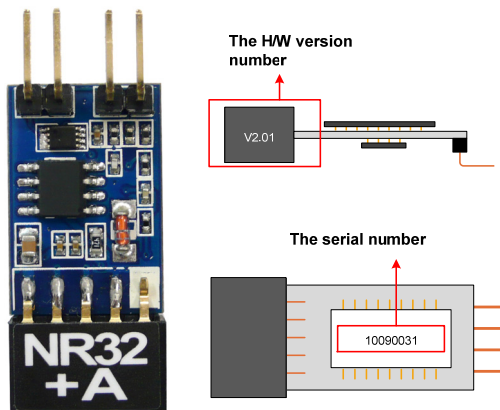 NR32
+A
The H/W version
number
V2.01
The serial number
10090031